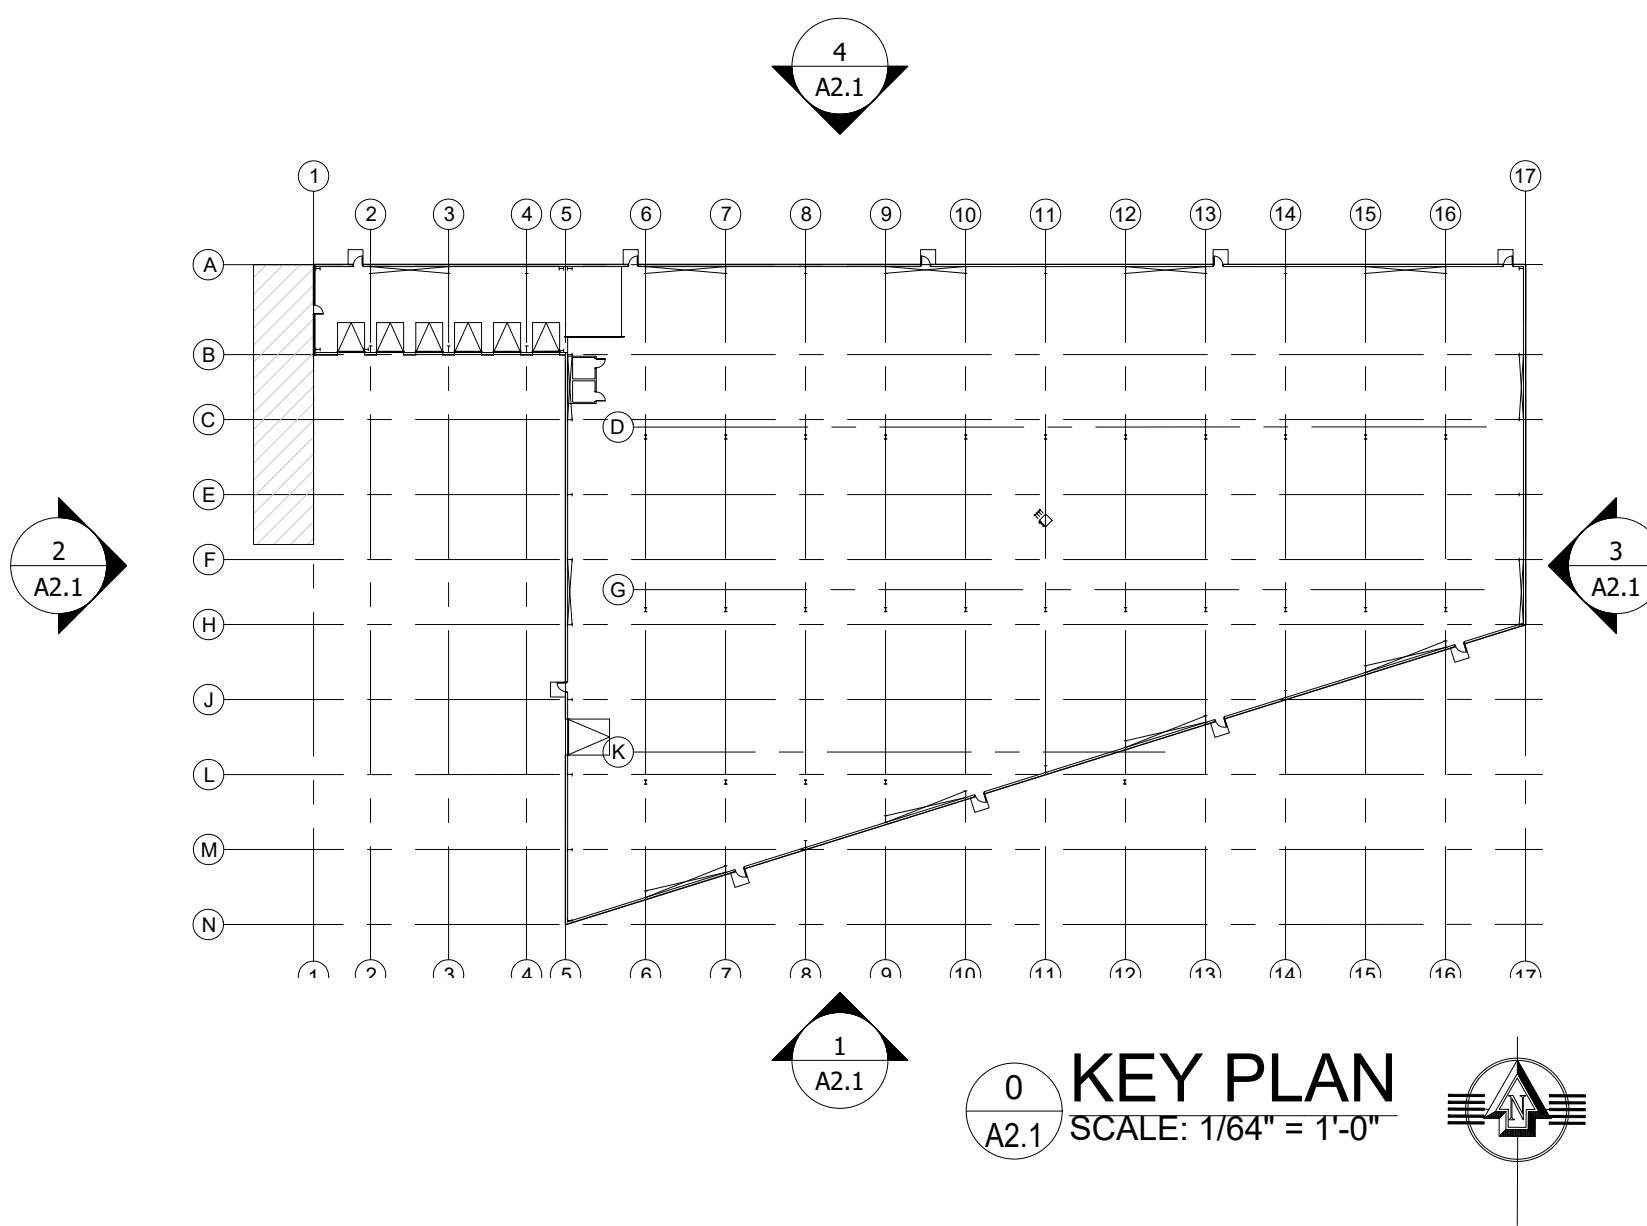 4
A2.1
1 17
2 3 4 5 6 7 8 9 10 11 12 13 14 15 16
A
B
C
D
E
2
A2.1
3
A2.1
F
G
H
J
K
L
M
N
1 2 3 4 5 6 7 8 9 10 11 12 13 14 15 16 17
1
A2.1
0
A2.1
KEY PLAN
SCALE: 1/64" = 1'-0"
N